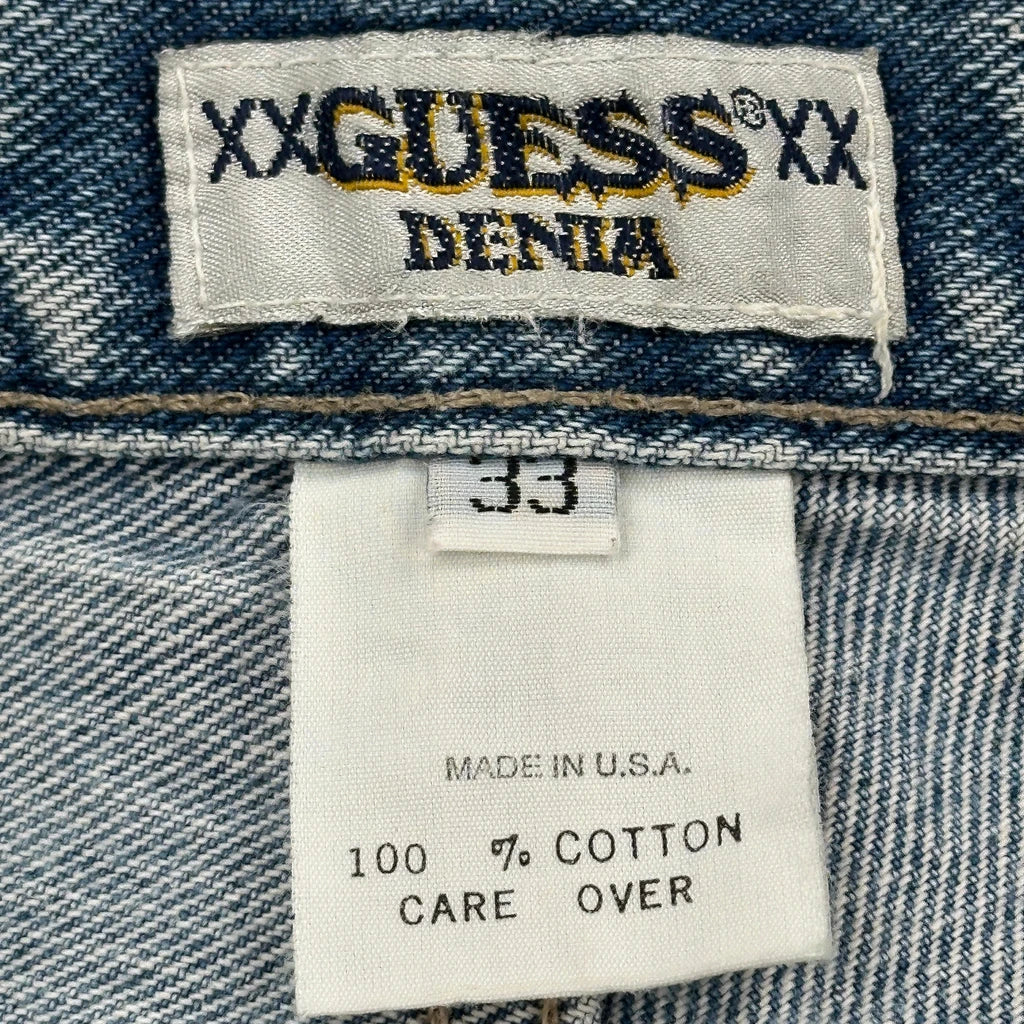 XXGUESS®XX
DENIM
33
MADE IN U.S.A.
100 % COTTON
CARE OVER